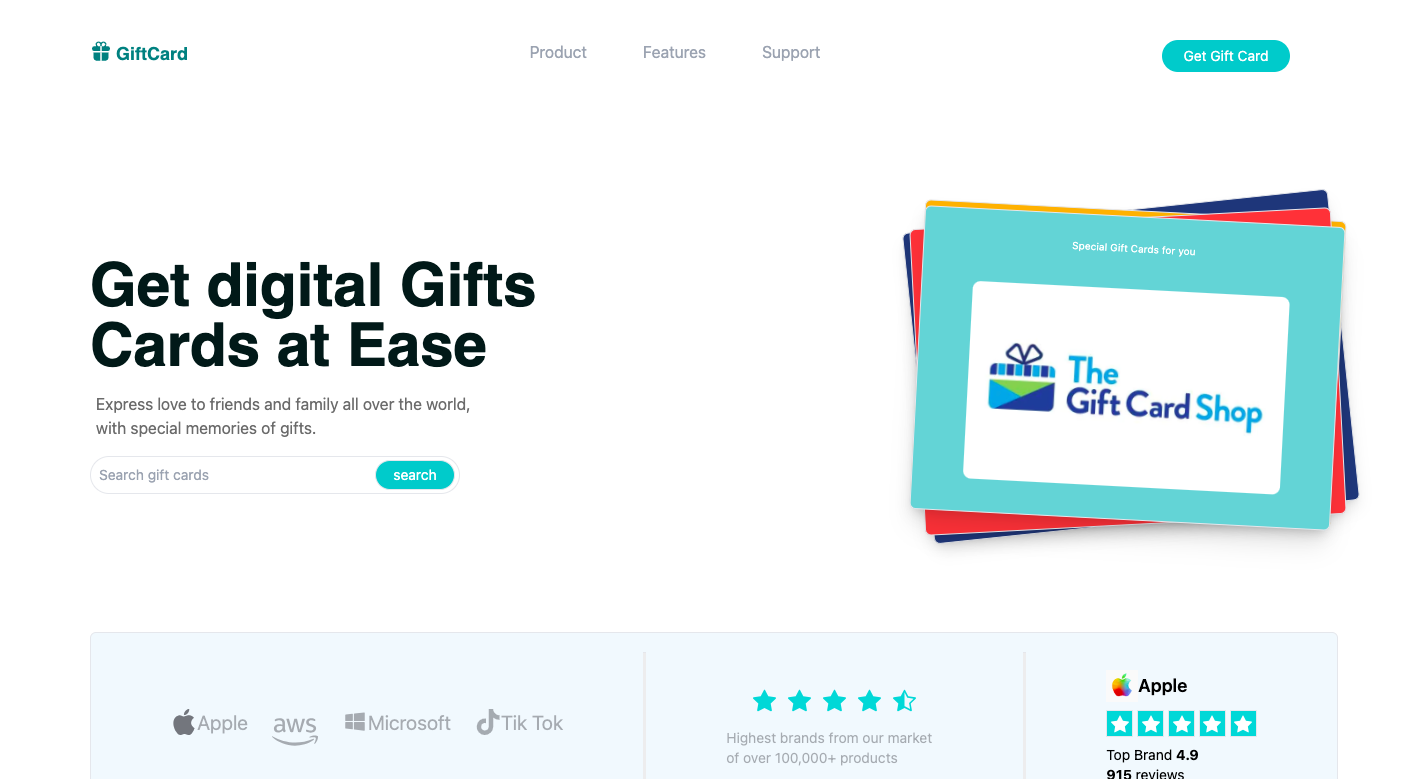 GiftCard
Product
Features
Support
Get Gift Card
Special Gift Cards for you
Get digital Gifts
Cards at Ease
The
Gift Card Shop
Express love to friends and family all over the world,
with special memories of gifts.
Search gift cards
search
Apple
aws
Microsoft
Tik Tok
Highest brands from our market
of over 100,000+ products
Apple
Top Brand 4.9
915 reviews